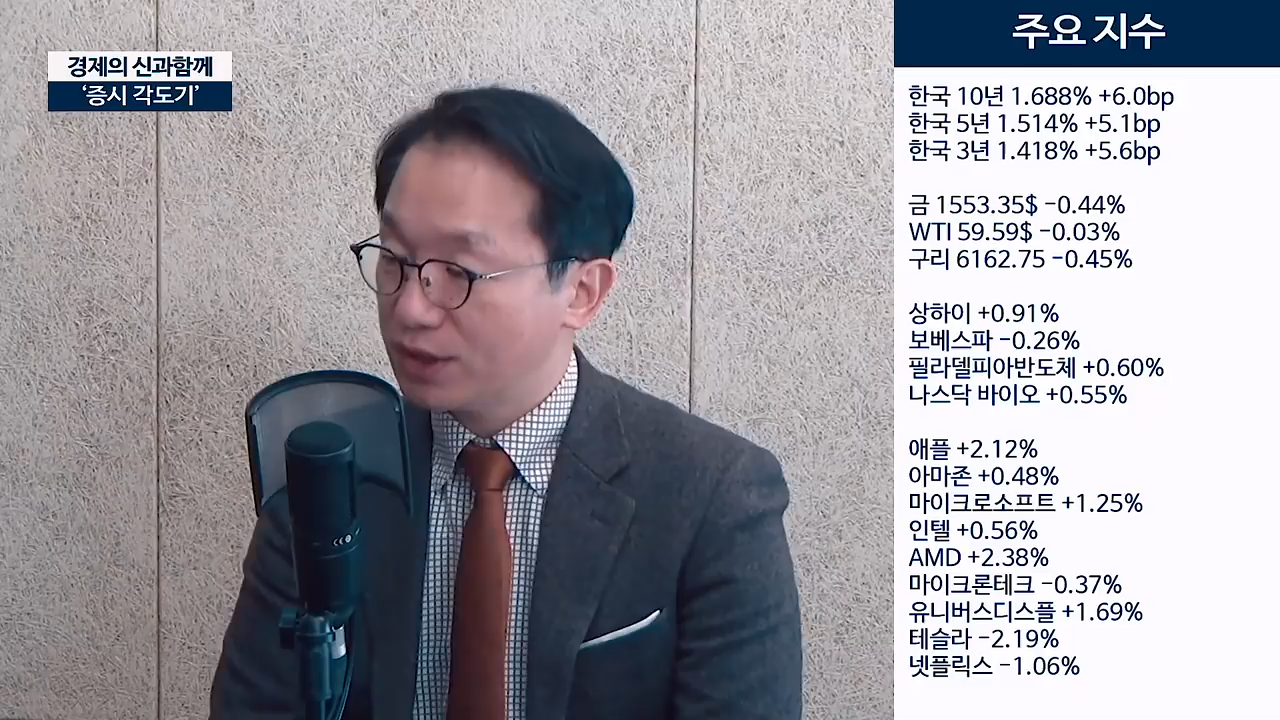 경제의 신과함께
‘증시 각도기’
주요 지수
한국 10년 1.688% +6.0bp
한국 5년 1.514% +5.1bp
한국 3년 1.418% +5.6bp
금 1553.35$ -0.44%
WTI 59.59$ -0.03%
구리 6162.75 -0.45%
상하이 +0.91%
보베스파 -0.26%
필라델피아반도체 +0.60%
나스닥 바이오 +0.55%
애플 +2.12%
아마존 +0.48%
마이크로소프트 +1.25%
인텔 +0.56%
AMD +2.38%
마이크론테크 -0.37%
유니버스디스플 +1.69%
테슬라 -2.19%
넷플릭스 -1.06%